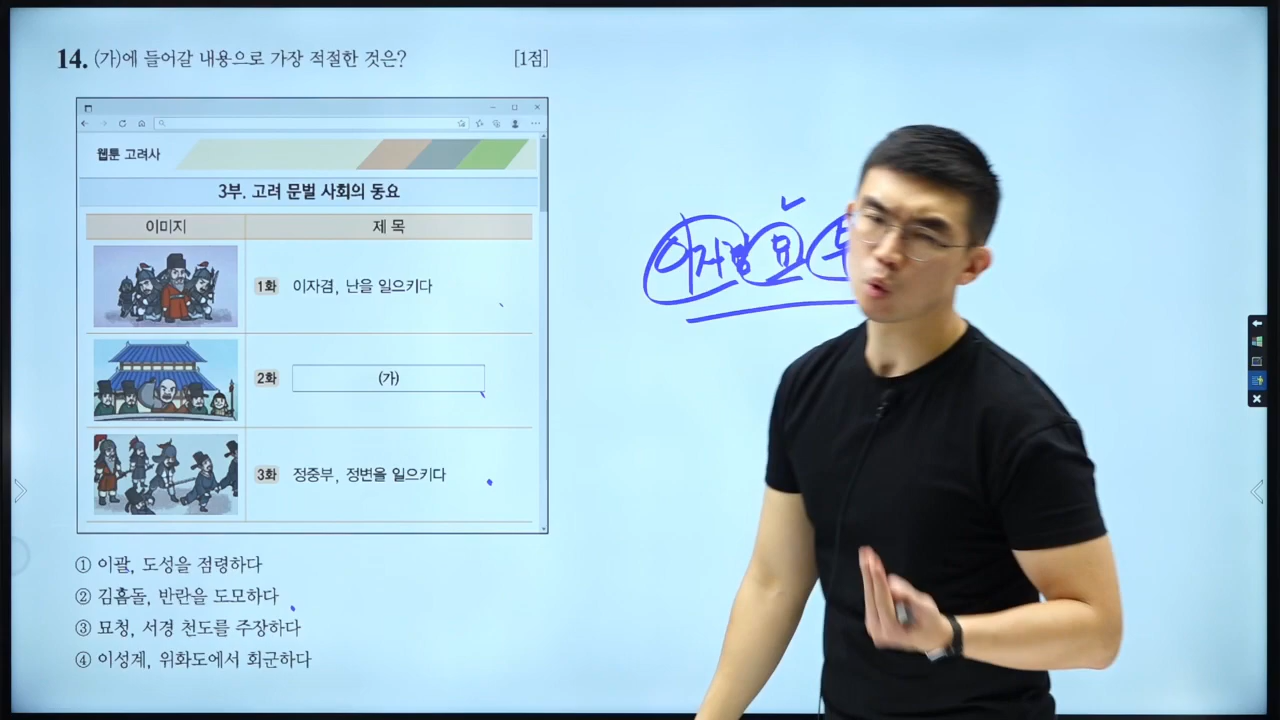 14. (가)에 들어갈 내용으로 가장 적절한 것은? [1점]
웹툰 고려사
3부. 고려 문벌 사회의 동요
이미지 제 목
1화 이자겸, 난을 일으키다
2화 (가)
3화 정중부, 정변을 일으키다
① 이괄, 도성을 점령하다
② 김흠돌, 반란을 도모하다
③ 묘청, 서경 천도를 주장하다
④ 이성계, 위화도에서 회군하다
이자겸 묘